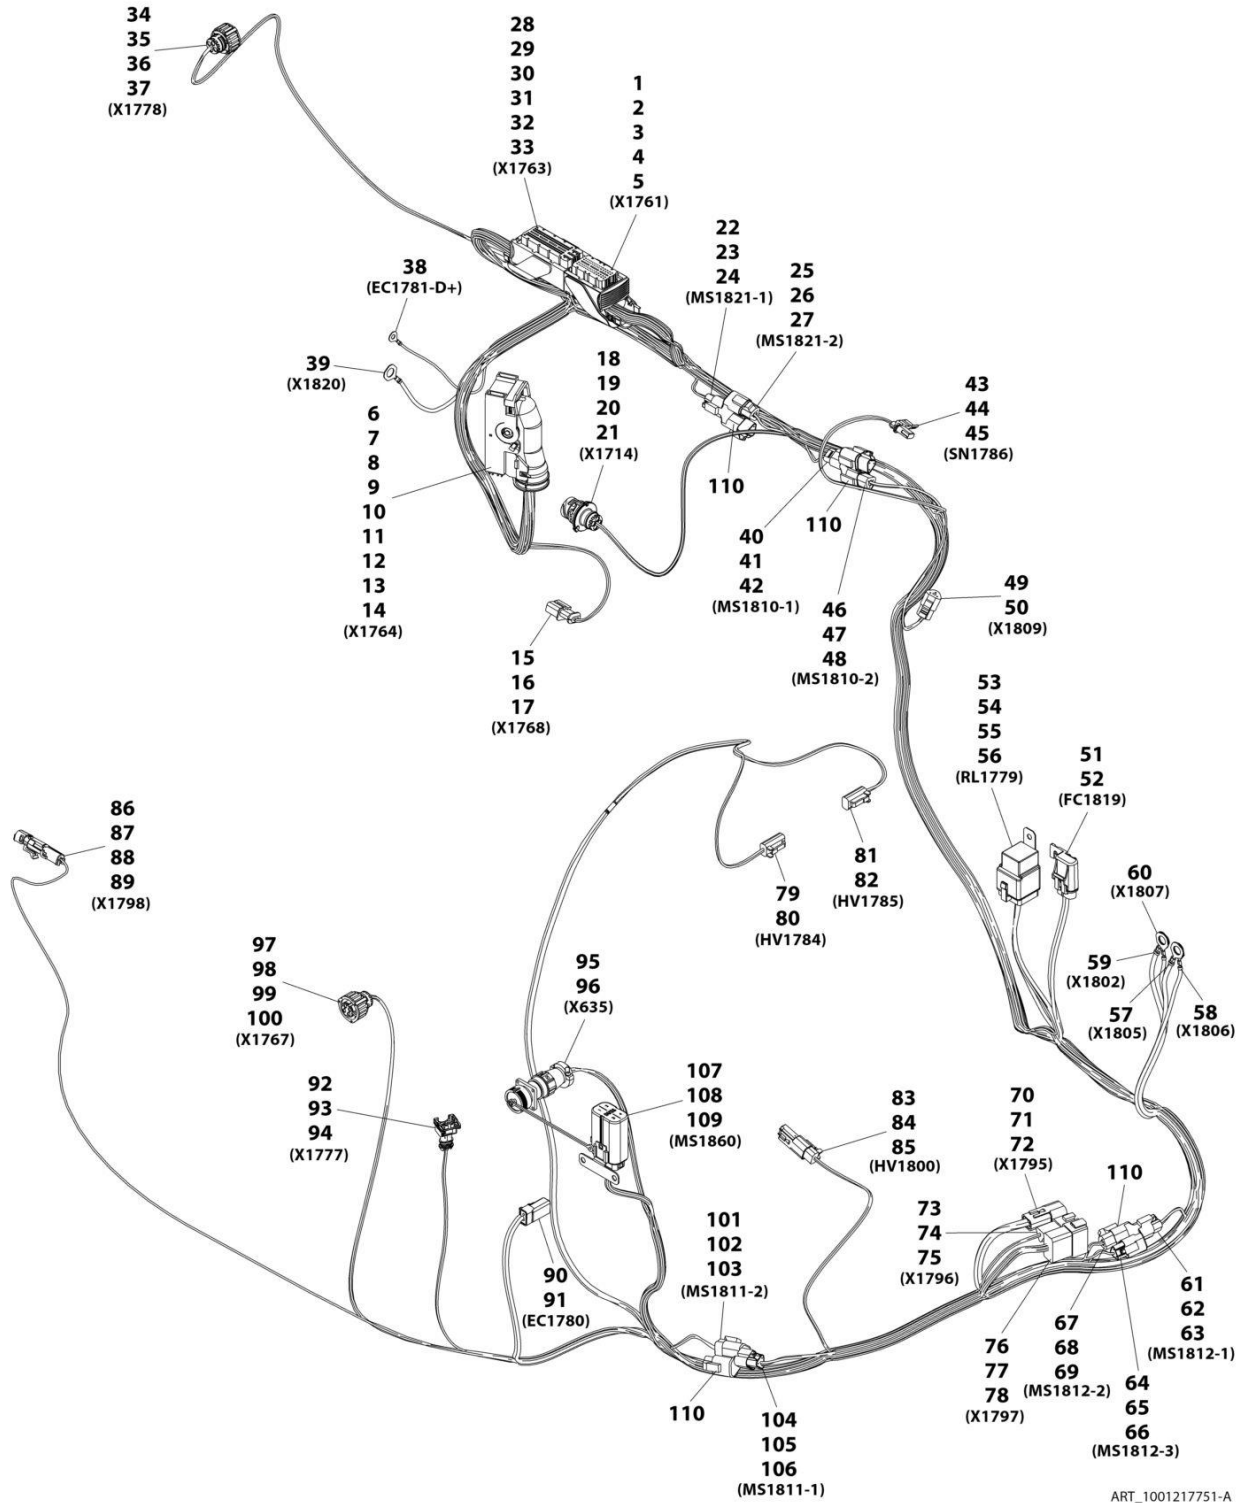 34
35
36
37
(X1778)
28
29
30
31
32
33
(X1763)
1
2
3
4
5
(X1761)
22
23
24
(MS1821-1)
25
26
27
(MS1821-2)
38
(EC1781-D+)
39
(X1820)
18
19
20
21
(X1714)
43
44
45
(SN1786)
6
7
8
9
10
11
12
13
14
(X1764)
110
110
40
41
42
(MS1810-1)
46
47
48
(MS1810-2)
49
50
(X1809)
15
16
17
(X1768)
53
54
55
56
(RL1779)
51
52
(FC1819)
86
87
88
89
(X1798)
81
82
(HV1785)
79
80
(HV1784)
60
(X1807)
59
(X1802)
57
(X1805)
58
(X1806)
97
98
99
100
(X1767)
95
96
(X635)
92
93
94
(X1777)
107
108
109
(MS1860)
83
84
85
(HV1800)
70
71
72
(X1795)
110
73
74
75
(X1796)
101
102
103
(MS1811-2)
90
91
(EC1780)
61
62
63
(MS1812-1)
67
68
69
(MS1812-2)
76
77
78
(X1797)
64
65
66
(MS1812-3)
110
104
105
106
(MS1811-1)
ART_1001217751-A